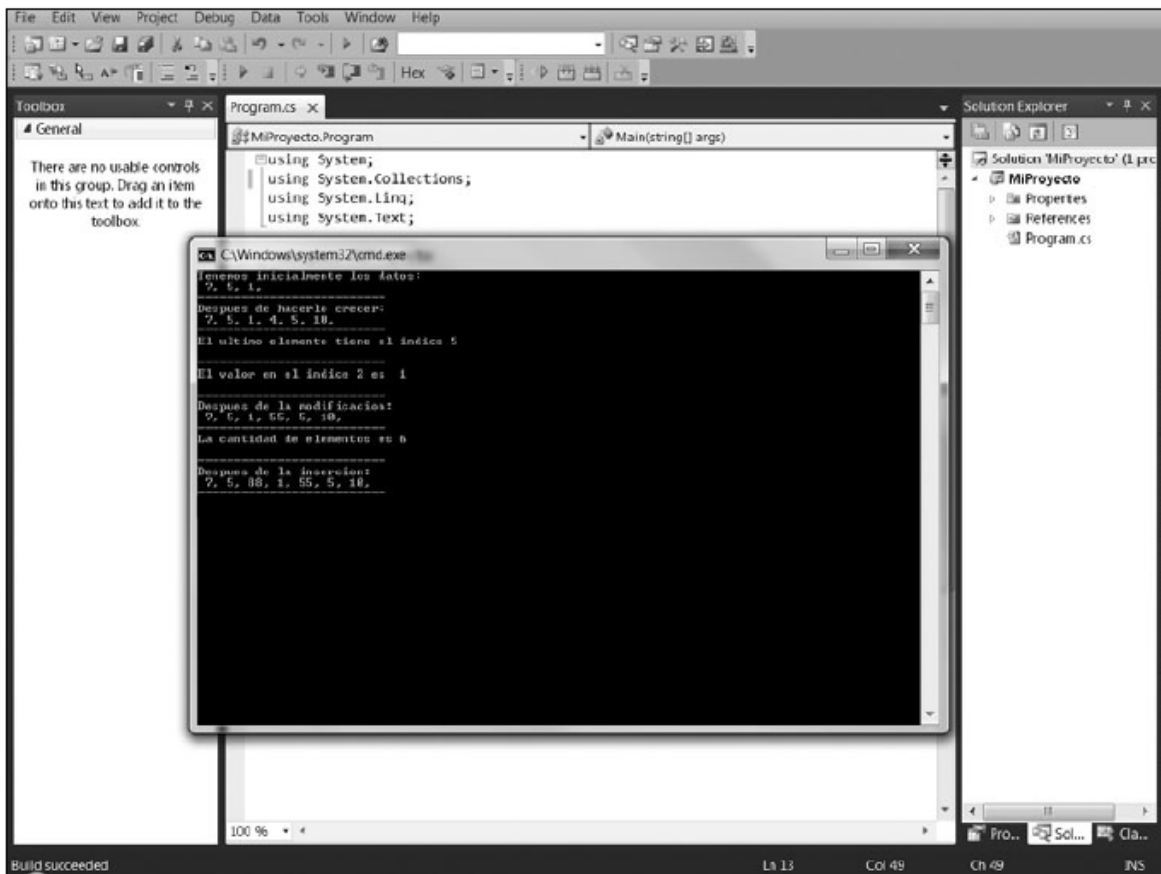 File Edit View Project Debug Data Tools Window Help
Hex
Toolbox
General
There are no usable controls
in this group. Drag an item
onto this text to add it to the
toolbox.
Program.cs
MiProyecto.Program
Main(string[] args)
using System;
using System.Collections;
using System.Linq;
using System.Text;
C:\Windows\system32\cmd.exe
Tenemos inicialmente los datos:
7, 5, 1,
Despues de hacerle crecer:
7, 5, 1, 4, 5, 10,
El ultimo elemento tiene el indice 5
El valor en el indice 2 es 1
Despues de la modificacion:
7, 5, 1, 55, 5, 10,
La cantidad de elementos es 6
Despues de la insercion:
7, 5, 88, 1, 55, 5, 10,
Solution Explorer
Solution 'MiProyecto' (1 prc
MiProyecto
Properties
References
Program.cs
100 %
Pro... Sol... Cla...
Build succeeded Ln 13 Col 49 Ch 49 INS